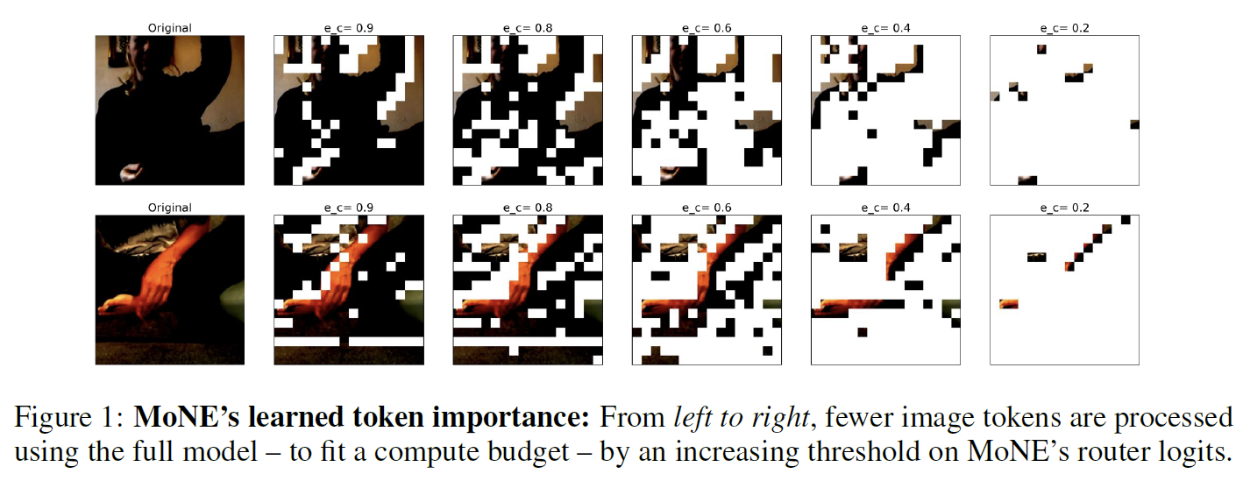 Original e_c= 0.9 e_c= 0.8 e_c= 0.6 e_c= 0.4 e_c= 0.2
Original e_c= 0.9 e_c= 0.8 e_c= 0.6 e_c= 0.4 e_c= 0.2
Figure 1: MoNE's learned token importance: From left to right, fewer image tokens are processed
using the full model – to fit a compute budget – by an increasing threshold on MoNE's router logits.